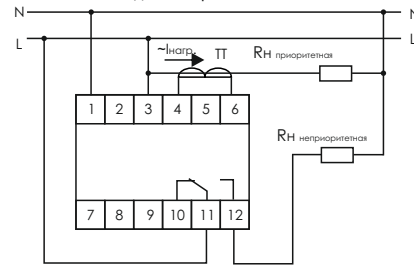 N N
L L
~Iнагр. ТТ Rн приоритетная
1 2 3 4 5 6
Rн неприоритетная
7 8 9 10 11 12